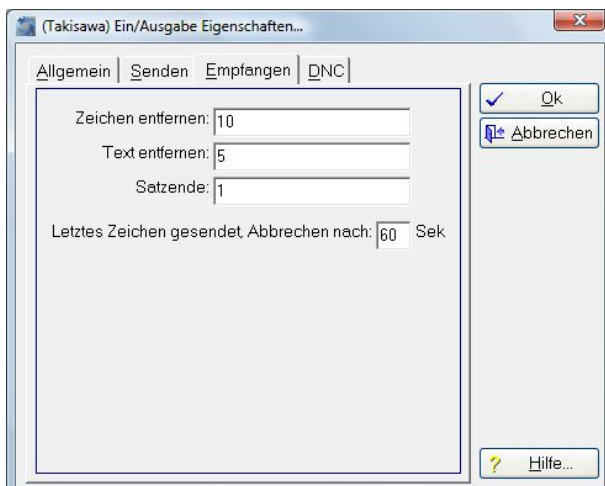 (Takisawa) Ein/Ausgabe Eigenschaften...
Allgemein Senden Empfangen DNC
Zeichen entfernen: 10
Text entfernen: 5
Satzende: 1
Letztes Zeichen gesendet, Abbrechen nach: 60 Sek
Ok
Abbrechen
Hilfe...